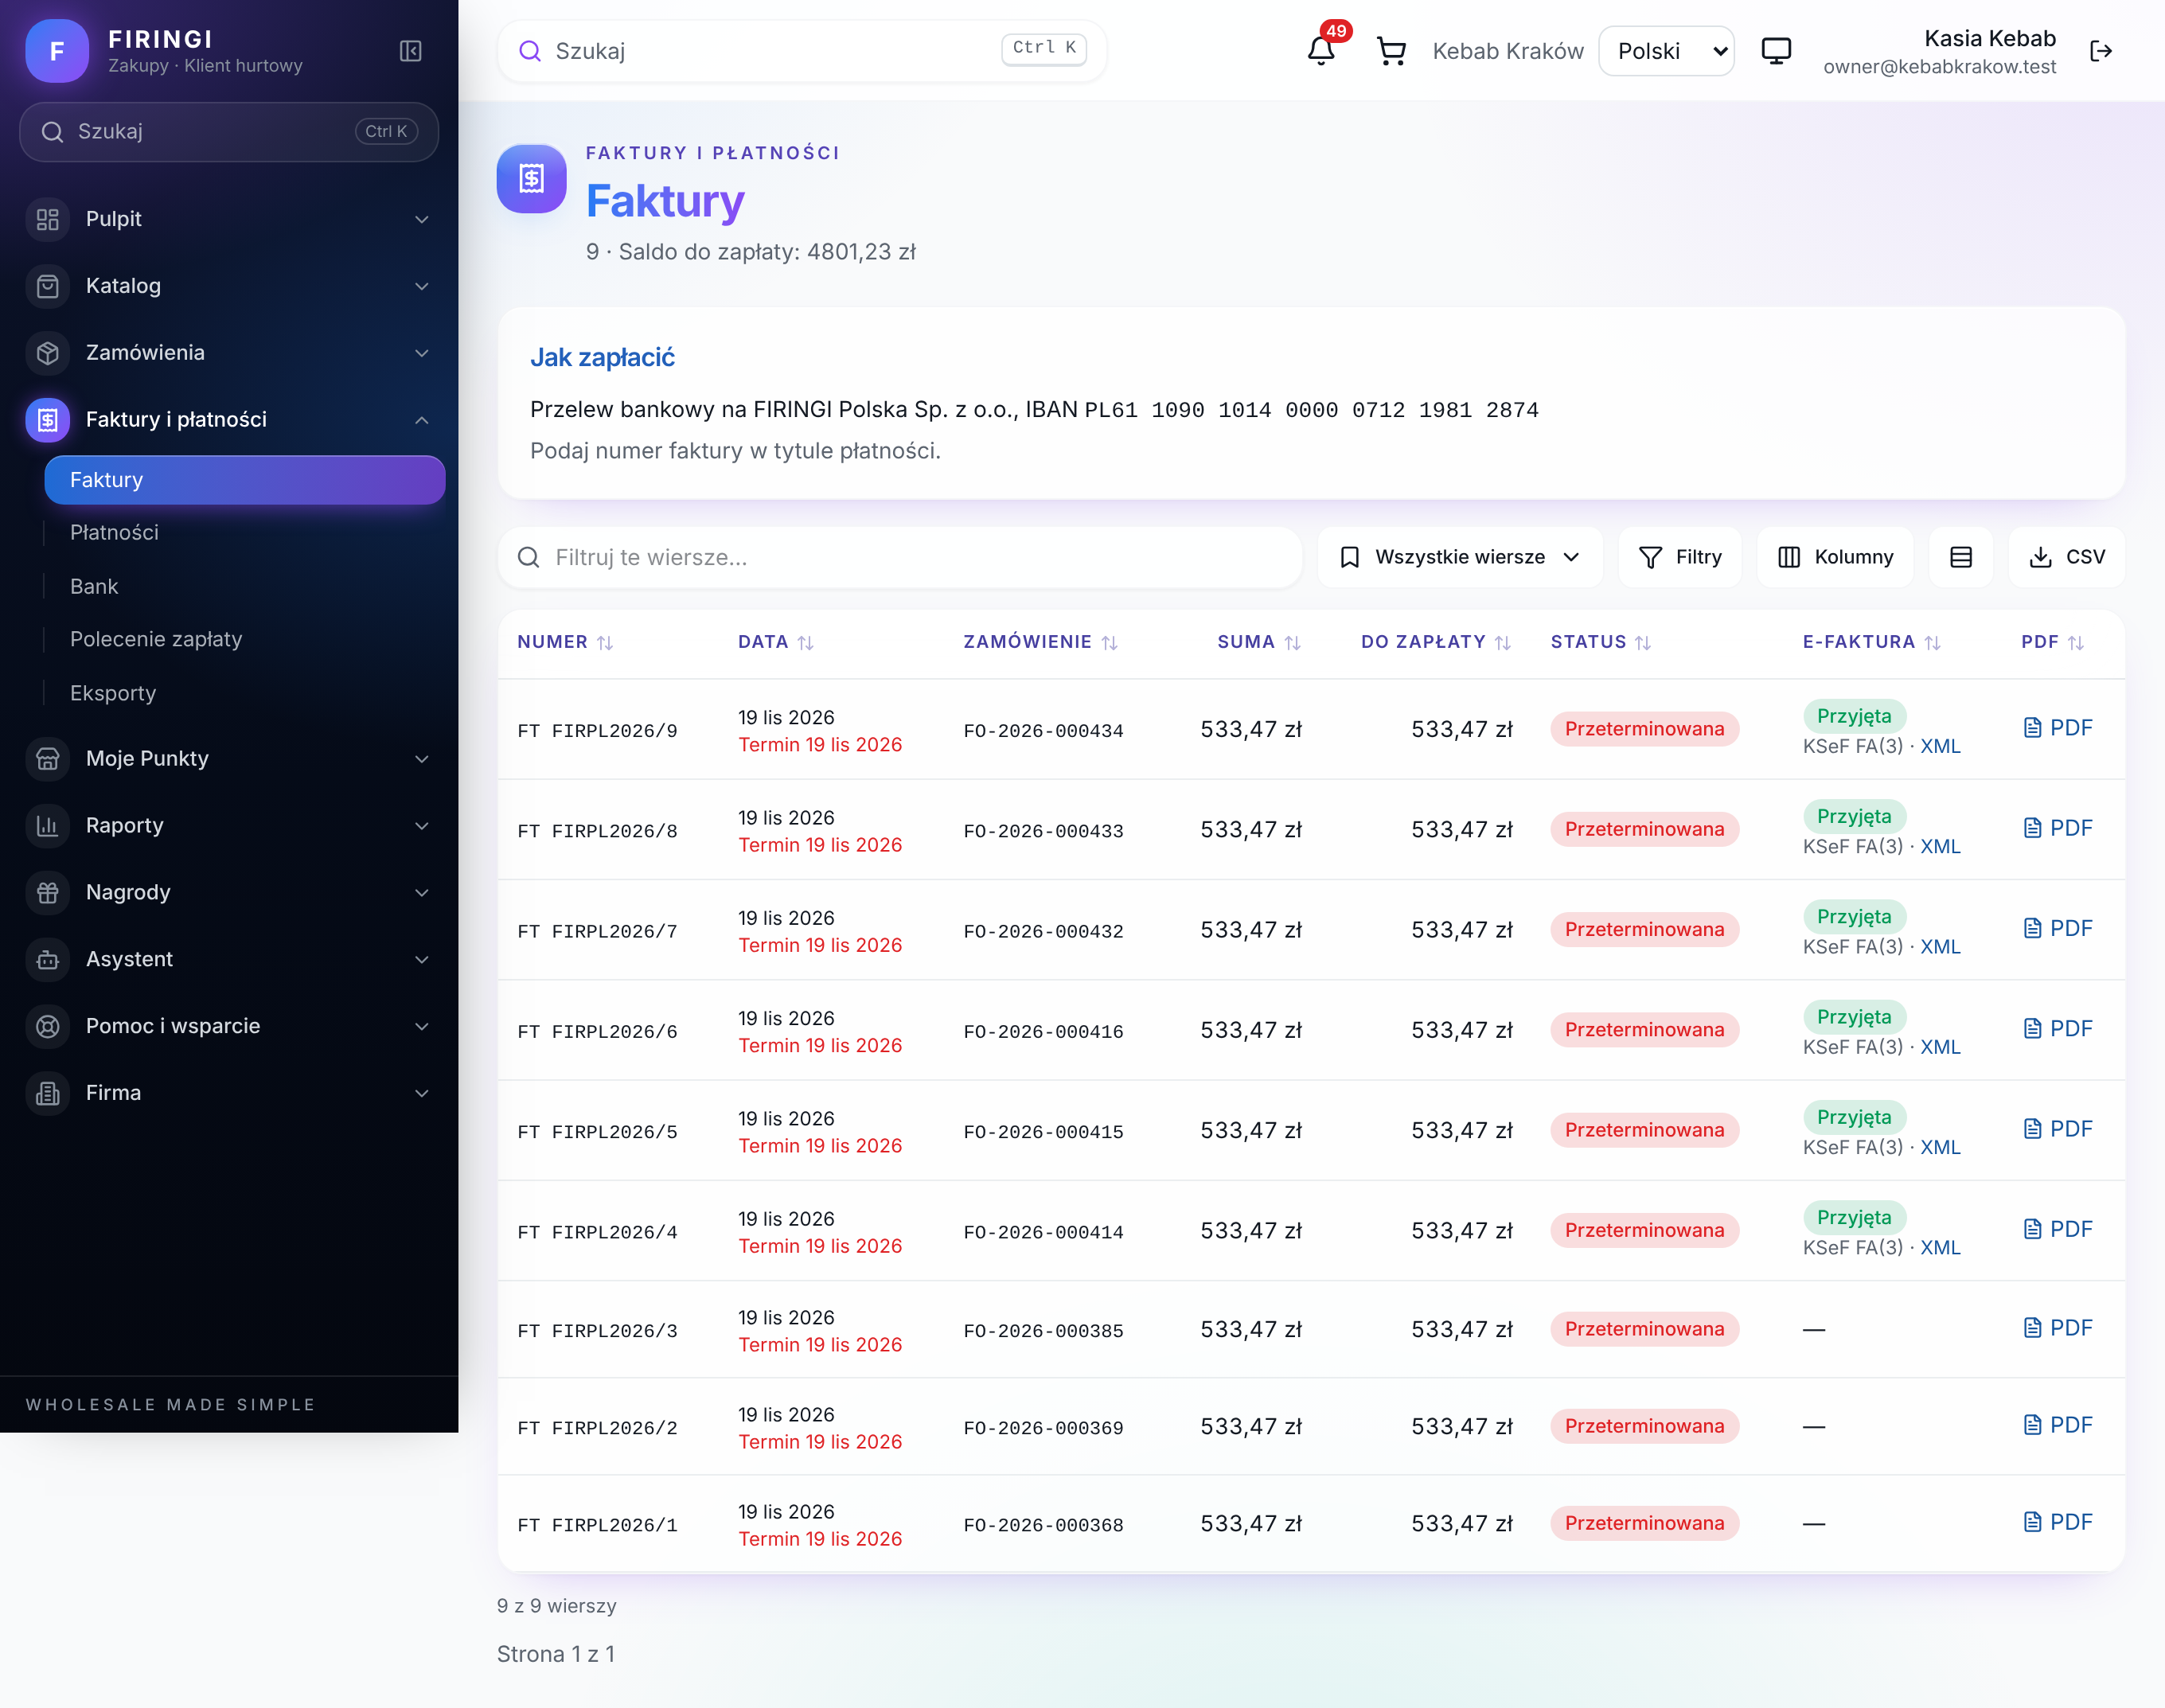 F
FIRINGI
Zakupy · Klient hurtowy
Szukaj
Ctrl K
Pulpit
Katalog
Zamówienia
Faktury i płatności
Faktury
Płatności
Bank
Polecenie zapłaty
Eksporty
Moje Punkty
Raporty
Nagrody
Asystent
Pomoc i wsparcie
Firma
WHOLESALE MADE SIMPLE
Szukaj
Ctrl K
49
Kebab Kraków
Polski
Kasia Kebab
owner@kebabkrakow.test
FAKTURY I PŁATNOŚCI
Faktury
9 · Saldo do zapłaty: 4801,23 zł
Jak zapłacić
Przelew bankowy na FIRINGI Polska Sp. z o.o., IBAN PL61 1090 1014 0000 0712 1981 2874
Podaj numer faktury w tytule płatności.
Filtruj te wiersze...
Wszystkie wiersze
Filtry
Kolumny
CSV
NUMER DATA ZAMÓWIENIE SUMA DO ZAPŁATY STATUS E-FAKTURA PDF
FT FIRPL2026/9 19 lis 2026 FO-2026-000434 533,47 zł 533,47 zł Przeterminowana Przyjęta PDF
Termin 19 lis 2026 KSeF FA(3) · XML
FT FIRPL2026/8 19 lis 2026 FO-2026-000433 533,47 zł 533,47 zł Przeterminowana Przyjęta PDF
Termin 19 lis 2026 KSeF FA(3) · XML
FT FIRPL2026/7 19 lis 2026 FO-2026-000432 533,47 zł 533,47 zł Przeterminowana Przyjęta PDF
Termin 19 lis 2026 KSeF FA(3) · XML
FT FIRPL2026/6 19 lis 2026 FO-2026-000416 533,47 zł 533,47 zł Przeterminowana Przyjęta PDF
Termin 19 lis 2026 KSeF FA(3) · XML
FT FIRPL2026/5 19 lis 2026 FO-2026-000415 533,47 zł 533,47 zł Przeterminowana Przyjęta PDF
Termin 19 lis 2026 KSeF FA(3) · XML
FT FIRPL2026/4 19 lis 2026 FO-2026-000414 533,47 zł 533,47 zł Przeterminowana Przyjęta PDF
Termin 19 lis 2026 KSeF FA(3) · XML
FT FIRPL2026/3 19 lis 2026 FO-2026-000385 533,47 zł 533,47 zł Przeterminowana — PDF
Termin 19 lis 2026
FT FIRPL2026/2 19 lis 2026 FO-2026-000369 533,47 zł 533,47 zł Przeterminowana — PDF
Termin 19 lis 2026
FT FIRPL2026/1 19 lis 2026 FO-2026-000368 533,47 zł 533,47 zł Przeterminowana — PDF
Termin 19 lis 2026
9 z 9 wierszy
Strona 1 z 1